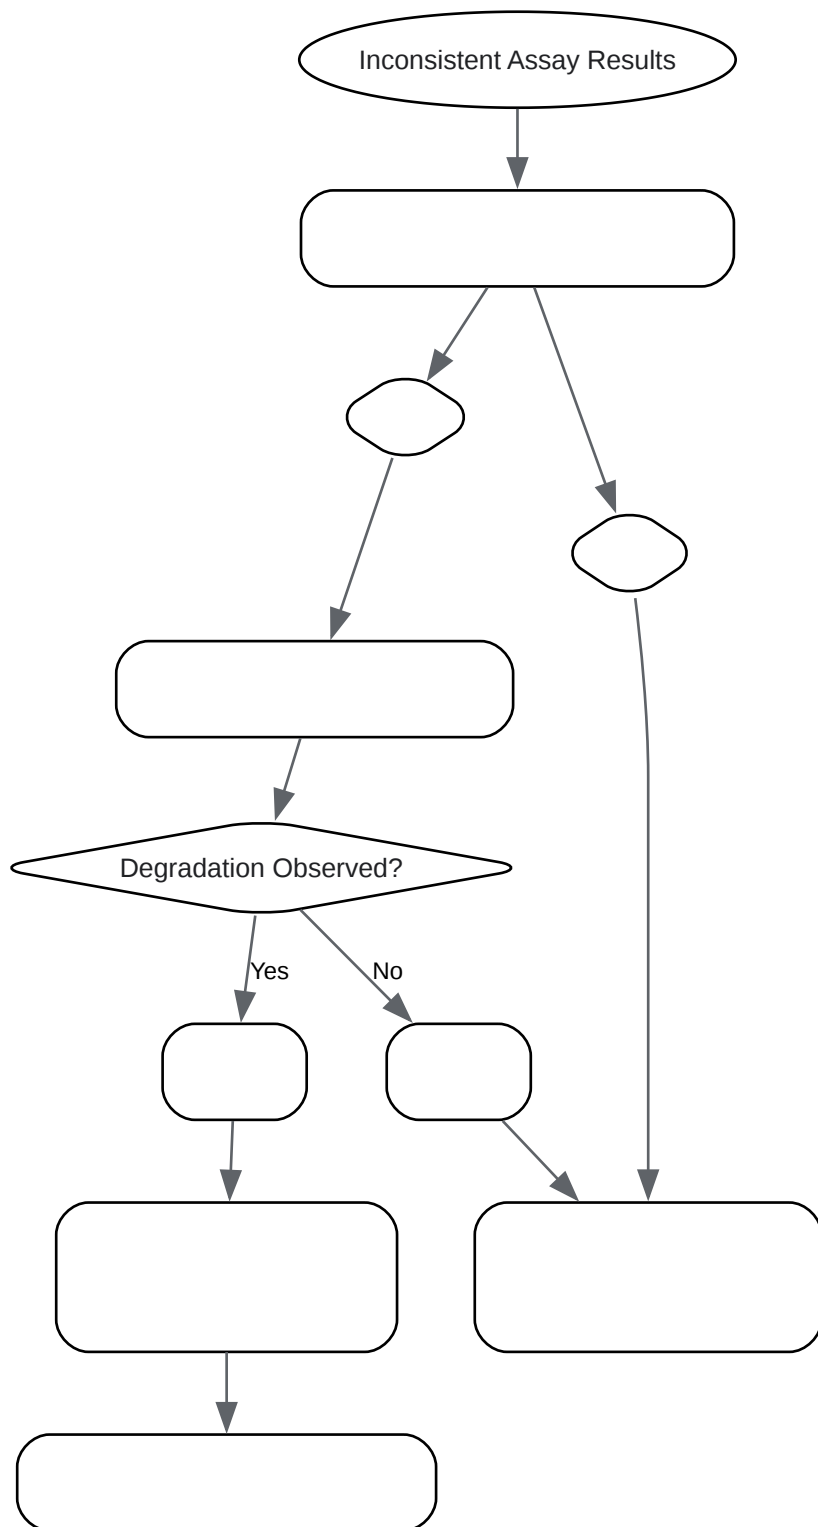 Inconsistent Assay Results
Degradation Observed?
Yes
No